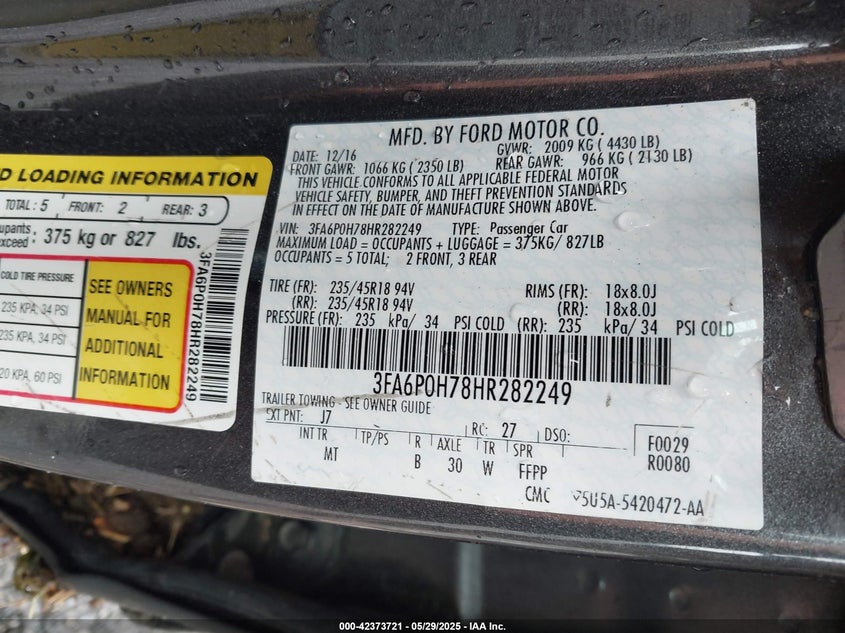 D LOADING INFORMATION
TOTAL: 5 FRONT: 2 REAR: 3
exceed: 375 kg or 827 lbs.
COLD TIRE PRESSURE
235 KPA, 34 PSI
235 KPA, 34 PSI
20 KPA, 60 PSI
SEE OWNERS
MANUAL FOR
ADDITIONAL
INFORMATION
3FA6P0H78HR282249
MFD. BY FORD MOTOR CO.
DATE: 12/16 GVWR: 2009 KG ( 4430 LB)
FRONT GAWR: 1066 KG ( 2350 LB) REAR GAWR: 966 KG ( 2130 LB)
THIS VEHICLE CONFORMS TO ALL APPLICABLE FEDERAL MOTOR
VEHICLE SAFETY, BUMPER, AND THEFT PREVENTION STANDARDS
IN EFFECT ON THE DATE OF MANUFACTURE SHOWN ABOVE.
VIN: 3FA6P0H78HR282249 TYPE: Passenger Car
MAXIMUM LOAD = OCCUPANTS + LUGGAGE = 375KG/ 827LB
OCCUPANTS = 5 TOTAL; 2 FRONT, 3 REAR
TIRE (FR): 235/45R18 94V RIMS (FR): 18x8.0J
(RR): 235/45R18 94V (RR): 18x8.0J
PRESSURE (FR): 235 kPa/ 34 PSI COLD (RR): 235 kPa/ 34 PSI COLD
3FA6P0H78HR282249
TRAILER TOWING - SEE OWNER GUIDE
EXT PNT: J7 RC: 27 DSO:
INT TR TP/PS R AXLE TR SPR
MT B 30 W FFPP
F0029
R0080
CMC 5U5A-5420472-AA
000-42373721 | 05/29/2025 | IAA Inc.